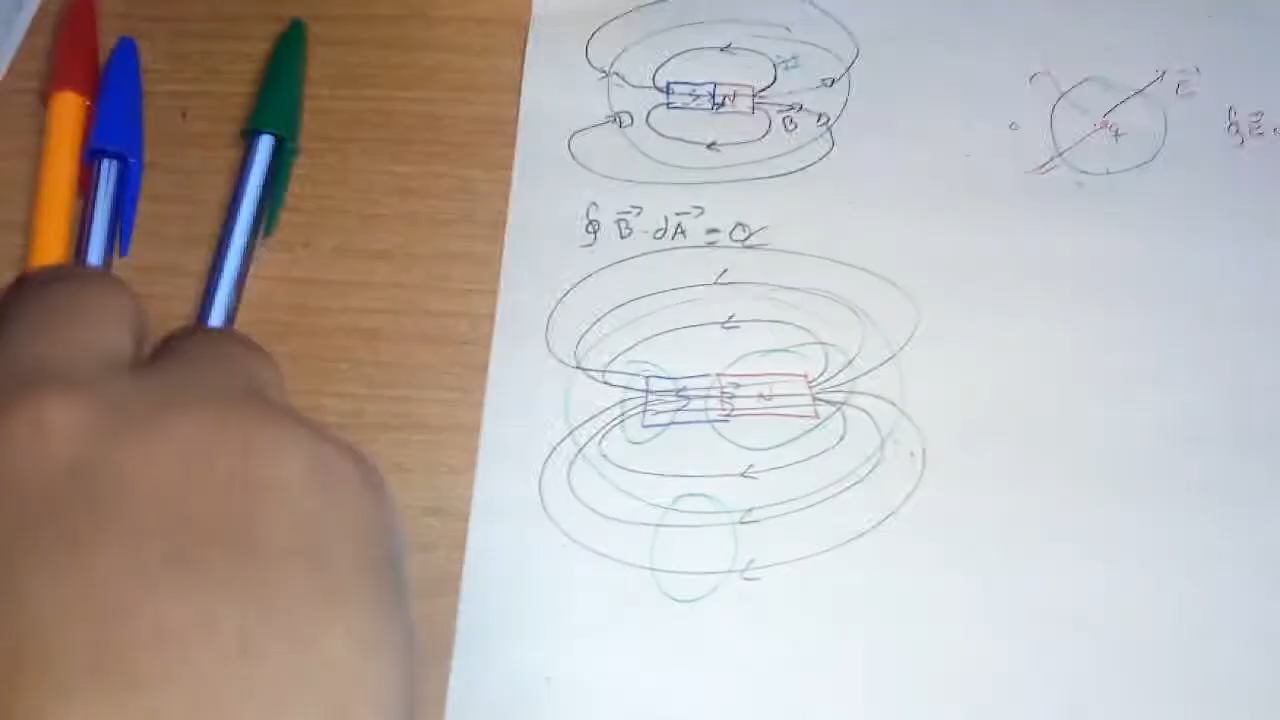 S N
B⃗
E⃗
q
∮ E⃗
∮ B⃗ · dA⃗ = 0
S B⃗ N